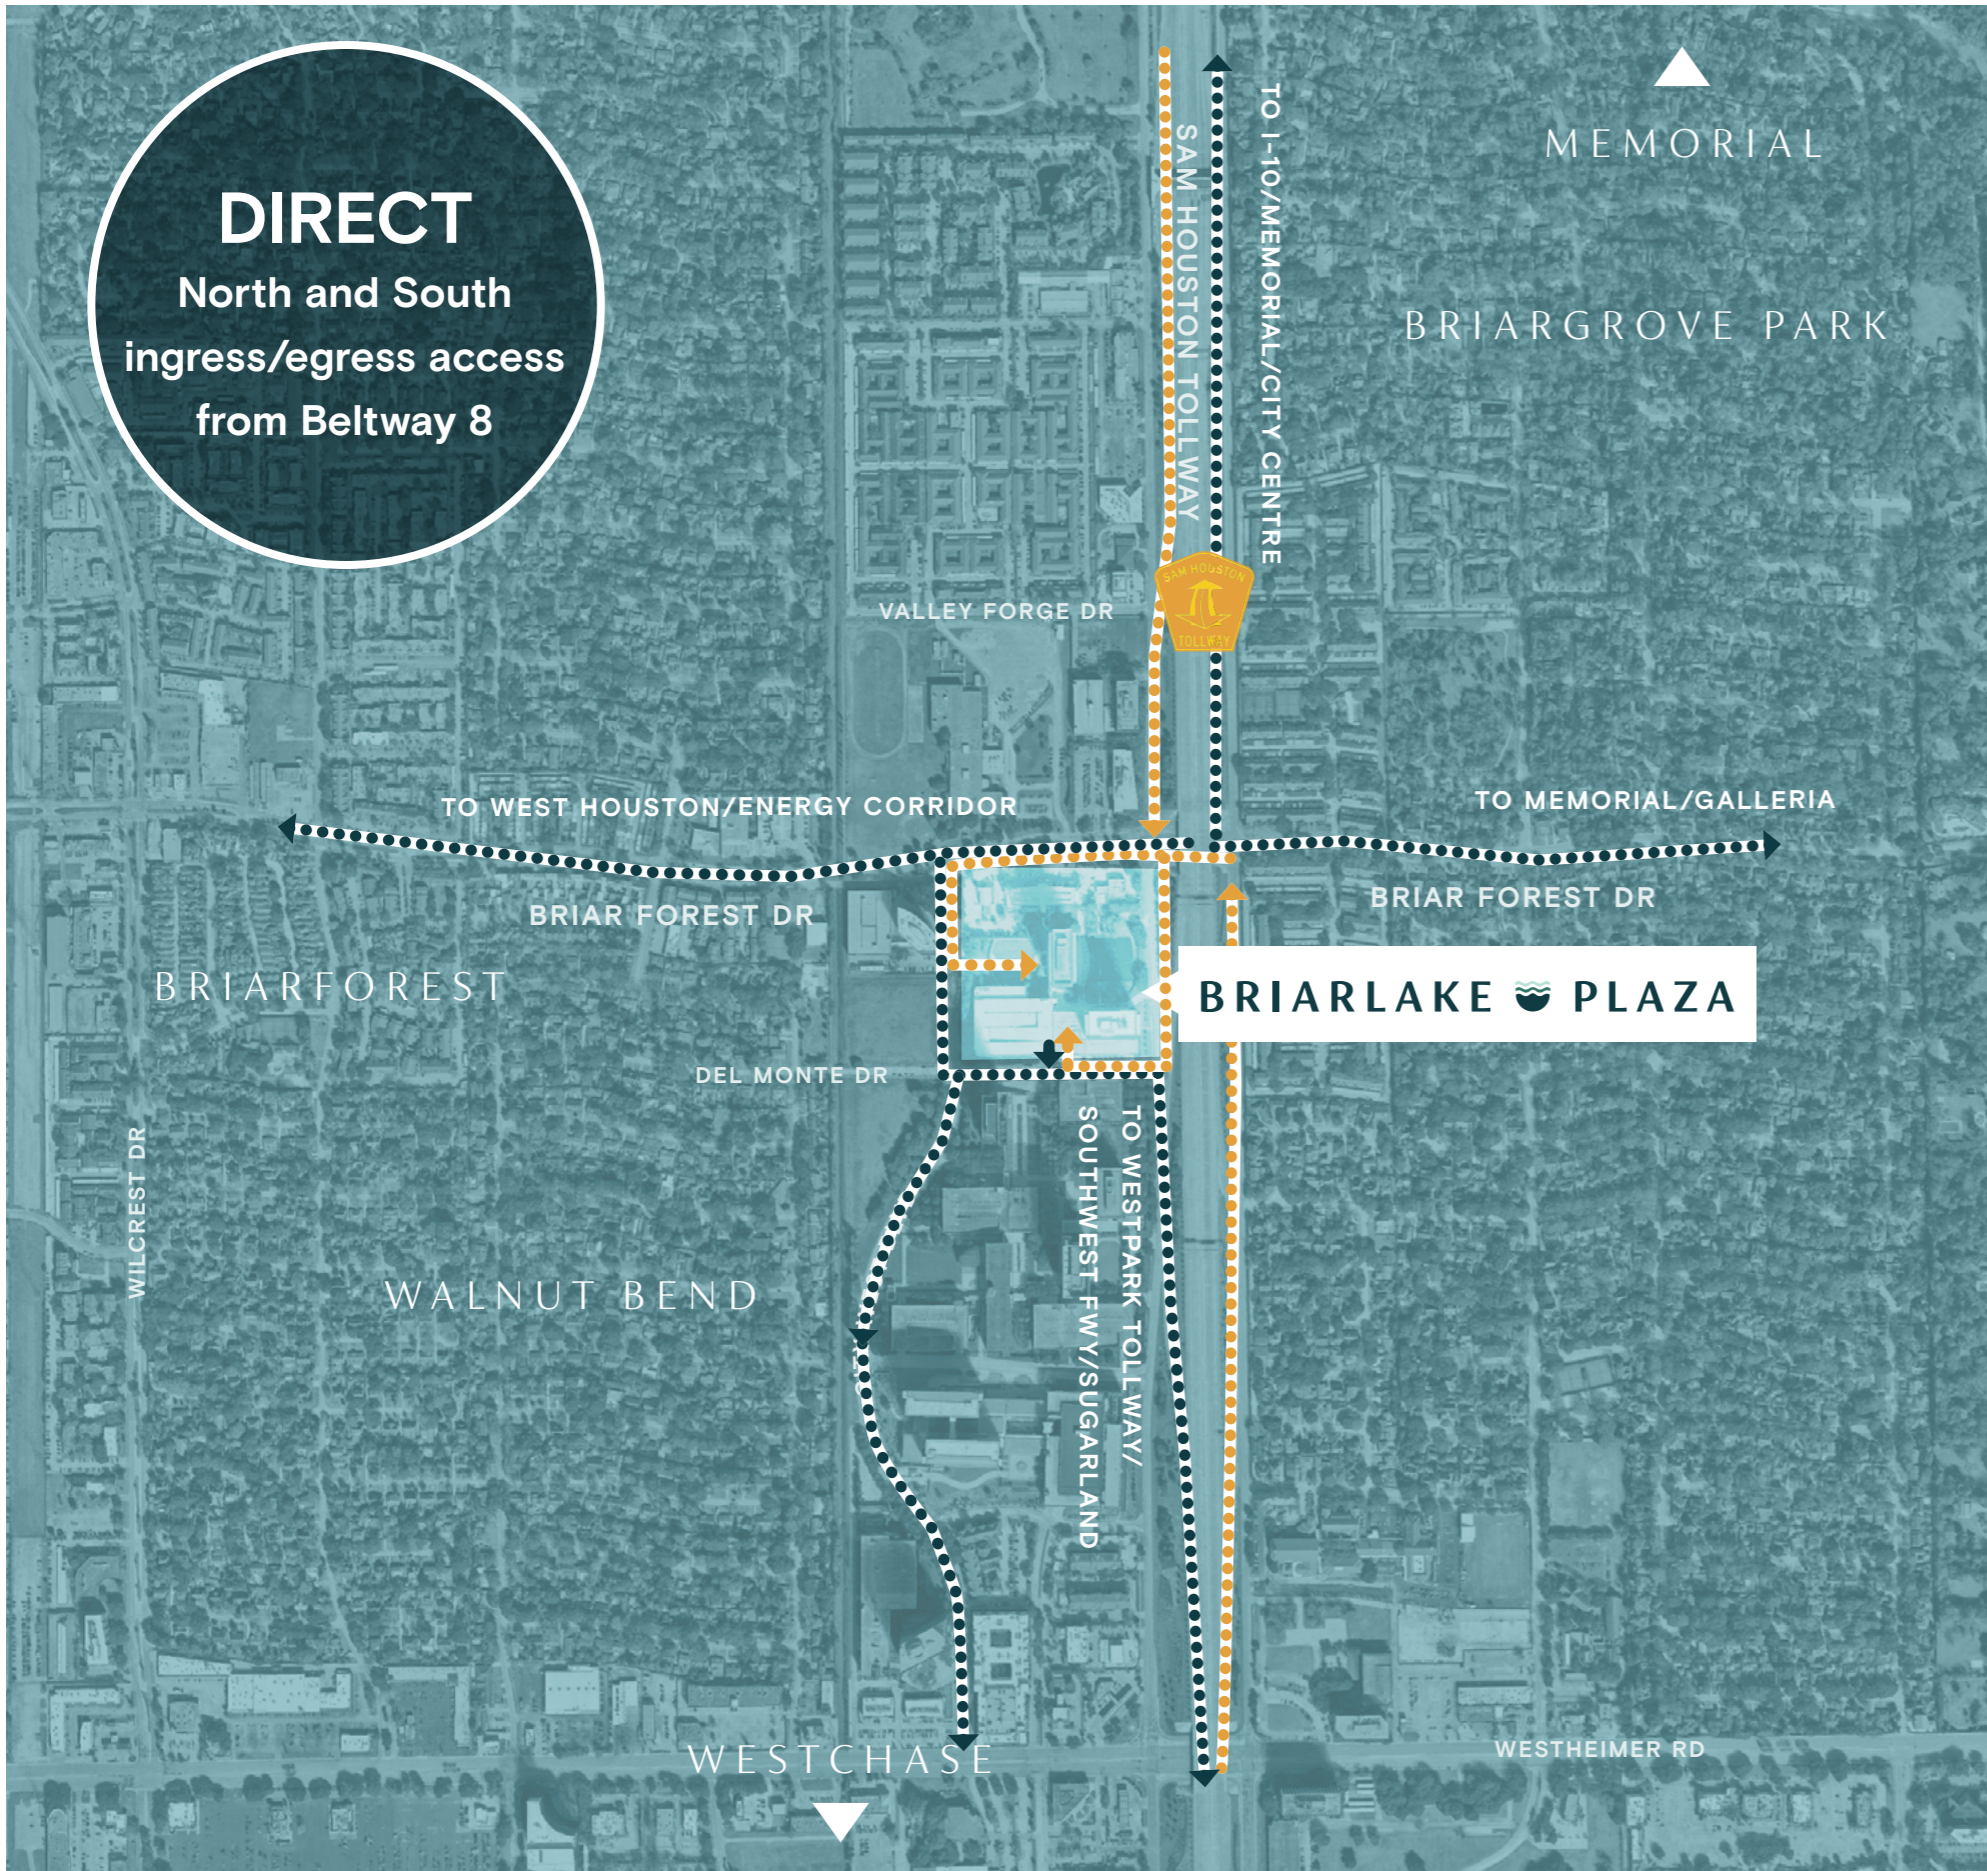 DIRECT
North and South
ingress/egress access
from Beltway 8
MEMORIAL
BRIARGROVE PARK
SAM HOUSTON TOLLWAY
TO I-10/MEMORIAL/CITY CENTRE
SAM HOUSTON
TOLLWAY
VALLEY FORGE DR
TO WEST HOUSTON/ENERGY CORRIDOR
TO MEMORIAL/GALLERIA
BRIAR FOREST DR
BRIAR FOREST DR
BRIARFOREST
BRIARLAKE PLAZA
DEL MONTE DR
WILCREST DR
TO WESTPARK TOLLWAY/
SOUTHWEST FWY/SUGARLAND
WALNUT BEND
WESTCHASE
WESTHEIMER RD